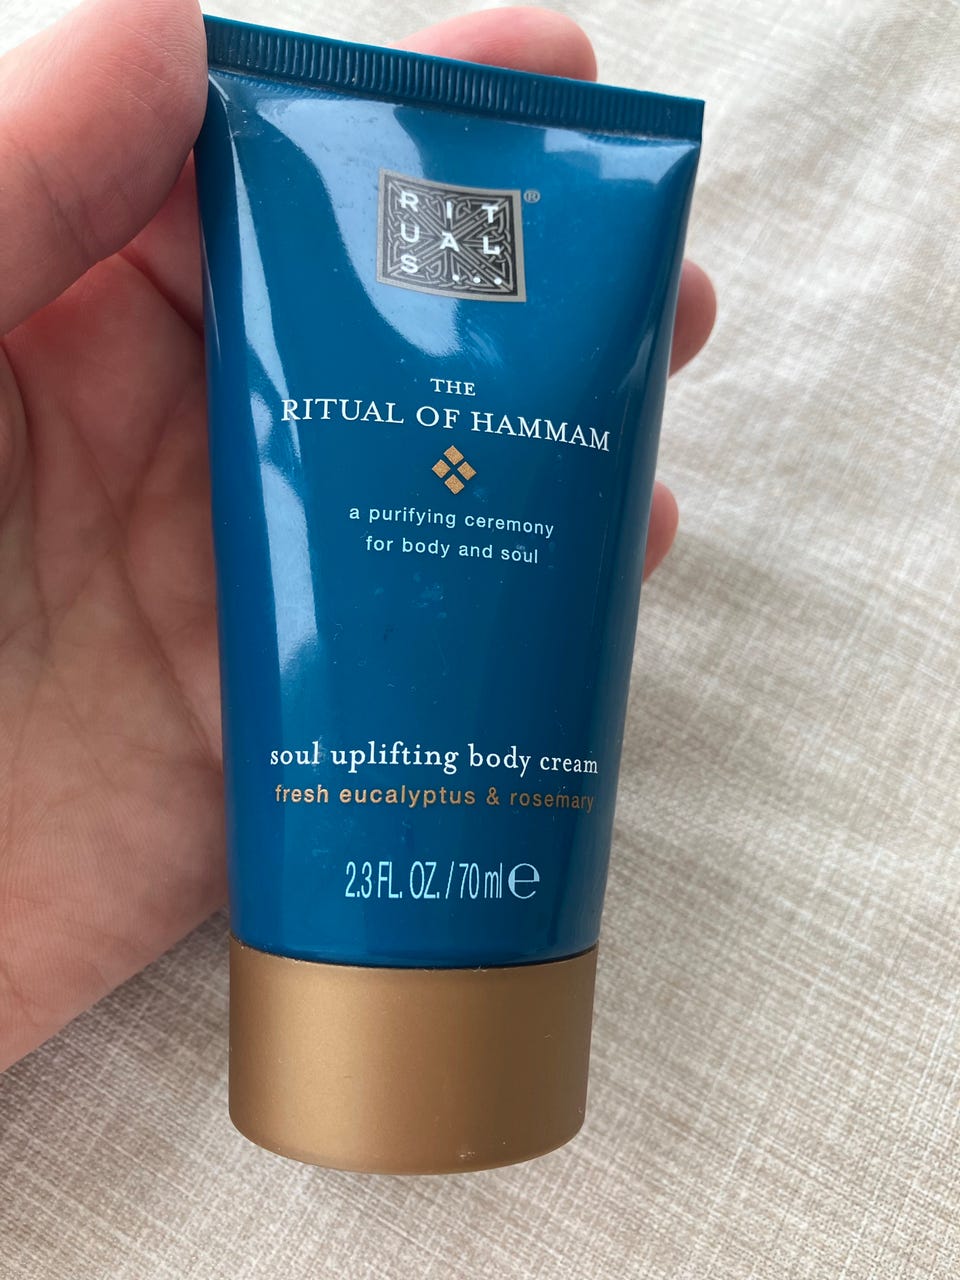 RIT
UAL
S...®
THE
RITUAL OF HAMMAM
a purifying ceremony
for body and soul
soul uplifting body cream
fresh eucalyptus & rosemary
2.3 FL. OZ. / 70 ml ℮